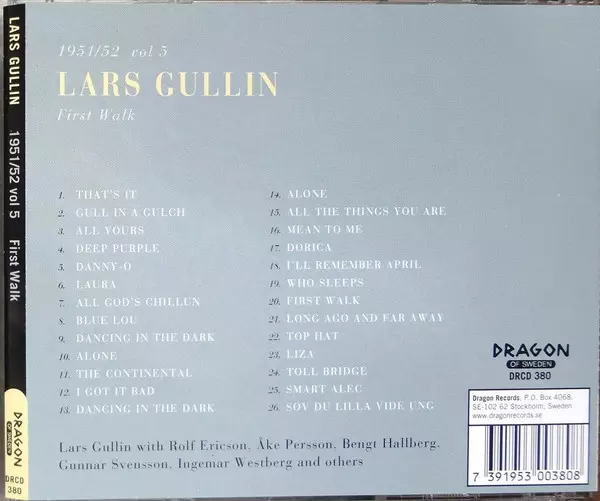 LARS GULLIN 1951/52 vol 5 First Walk
DRAGON
OF SWEDEN
DRCD
380
1951/52 vol 5
LARS GULLIN
First Walk
1. THAT'S IT
2. GULL IN A GULCH
3. ALL YOURS
4. DEEP PURPLE
5. DANNY-O
6. LAURA
7. ALL GOD'S CHILLUN
8. BLUE LOU
9. DANCING IN THE DARK
10. ALONE
11. THE CONTINENTAL
12. I GOT IT BAD
13. DANCING IN THE DARK
14. ALONE
15. ALL THE THINGS YOU ARE
16. MEAN TO ME
17. DORICA
18. I'LL REMEMBER APRIL
19. WHO SLEEPS
20. FIRST WALK
21. LONG AGO AND FAR AWAY
22. TOP HAT
23. LIZA
24. TOLL BRIDGE
25. SMART ALEC
26. SOV DU LILLA VIDE UNG
Lars Gullin with Rolf Ericson, Åke Persson, Bengt Hallberg,
Gunnar Svensson, Ingemar Westberg and others
DRAGON
OF SWEDEN
DRCD 380
Dragon Records, P.O. Box 4068,
SE-102 62 Stockholm, Sweden
www.dragonrecords.se
7 391953 003808